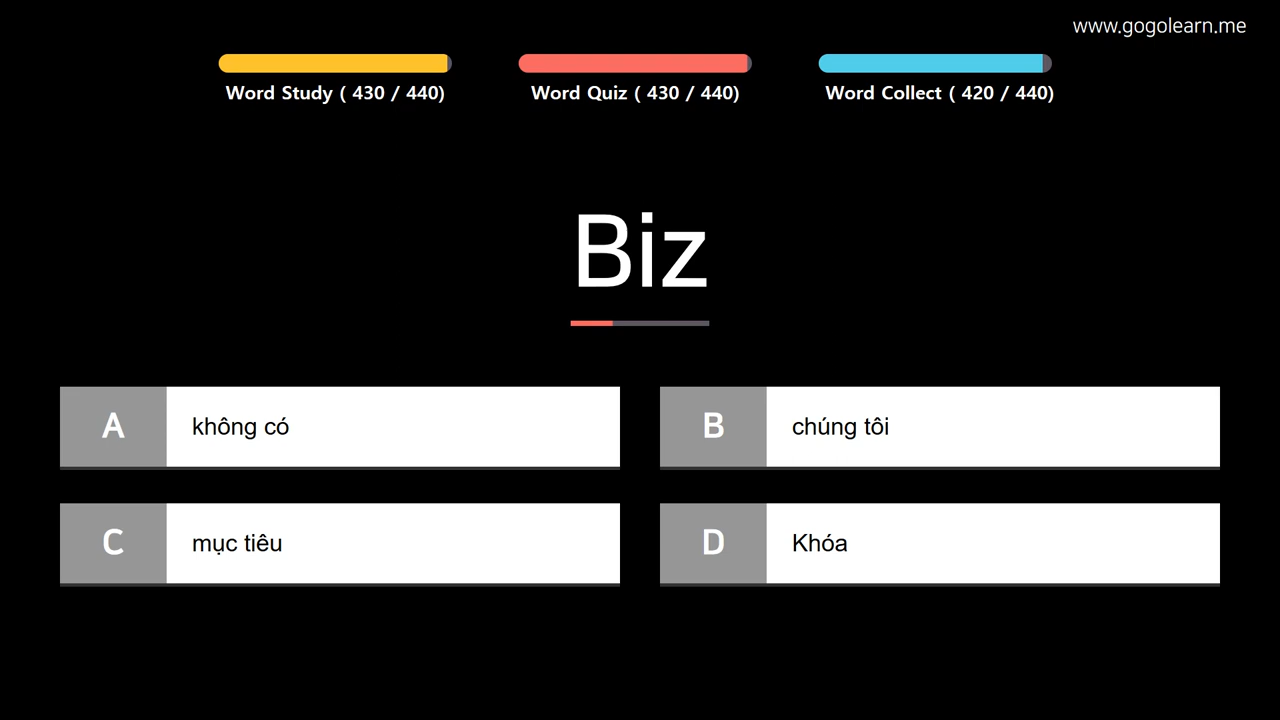 www.gogolearn.me
Word Study ( 430 / 440)
Word Quiz ( 430 / 440)
Word Collect ( 420 / 440)
Biz
A không có
B chúng tôi
C mục tiêu
D Khóa